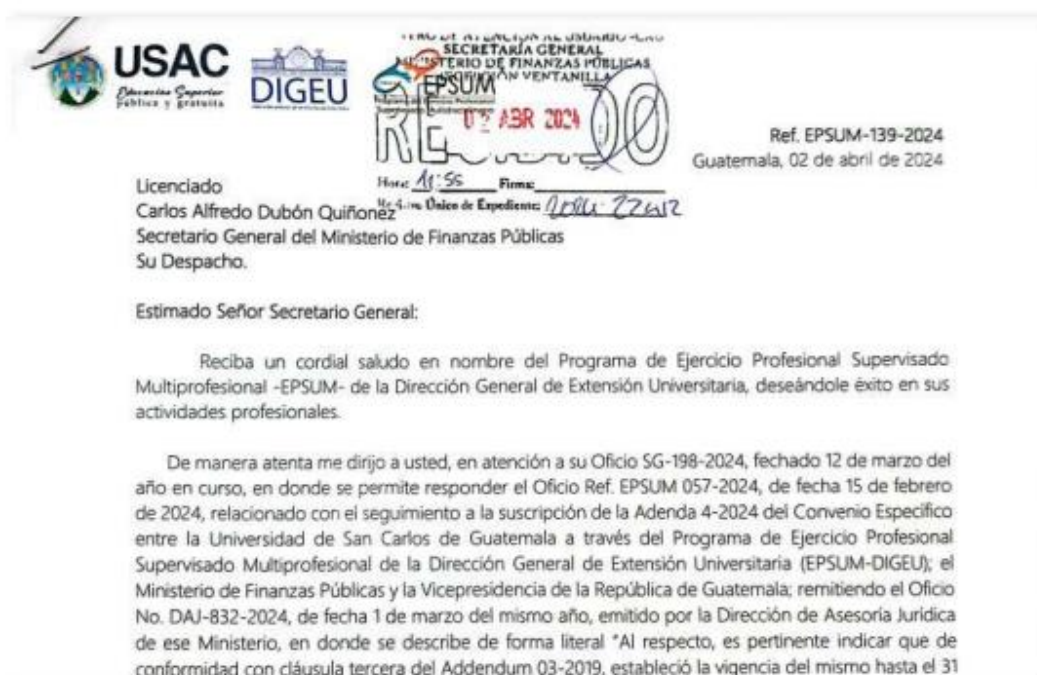 USAC
Educación Superior
Pública y gratuita
DIGEU
SECRETARÍA GENERAL
MINISTERIO DE FINANZAS PÚBLICAS
VENTANILLA
EPSUM
02 ABR 2024
Hora: 11:55 Firma:
Único de Expediente:
Ref. EPSUM-139-2024
Guatemala, 02 de abril de 2024
Licenciado
Carlos Alfredo Dubón Quiñonez
Secretario General del Ministerio de Finanzas Públicas
Su Despacho.
Estimado Señor Secretario General:
Reciba un cordial saludo en nombre del Programa de Ejercicio Profesional Supervisado
Multiprofesional -EPSUM- de la Dirección General de Extensión Universitaria, deseándole éxito en sus
actividades profesionales.
De manera atenta me dirijo a usted, en atención a su Oficio SG-198-2024, fechado 12 de marzo del
año en curso, en donde se permite responder el Oficio Ref. EPSUM 057-2024, de fecha 15 de febrero
de 2024, relacionado con el seguimiento a la suscripción de la Adenda 4-2024 del Convenio Específico
entre la Universidad de San Carlos de Guatemala a través del Programa de Ejercicio Profesional
Supervisado Multiprofesional de la Dirección General de Extensión Universitaria (EPSUM-DIGEU); el
Ministerio de Finanzas Públicas y la Vicepresidencia de la República de Guatemala; remitiendo el Oficio
No. DAJ-832-2024, de fecha 1 de marzo del mismo año, emitido por la Dirección de Asesoría Jurídica
de ese Ministerio, en donde se describe de forma literal "Al respecto, es pertinente indicar que de
conformidad con cláusula tercera del Addendum 03-2019, estableció la vigencia del mismo hasta el 31